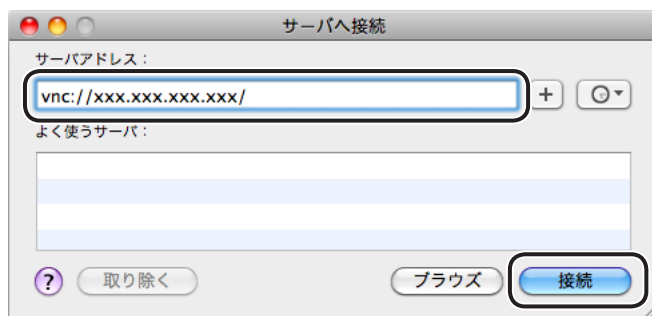 サーバへ接続
サーバアドレス：
vnc://xxx.xxx.xxx.xxx/
+
よく使うサーバ：
? 取り除く ブラウズ 接続